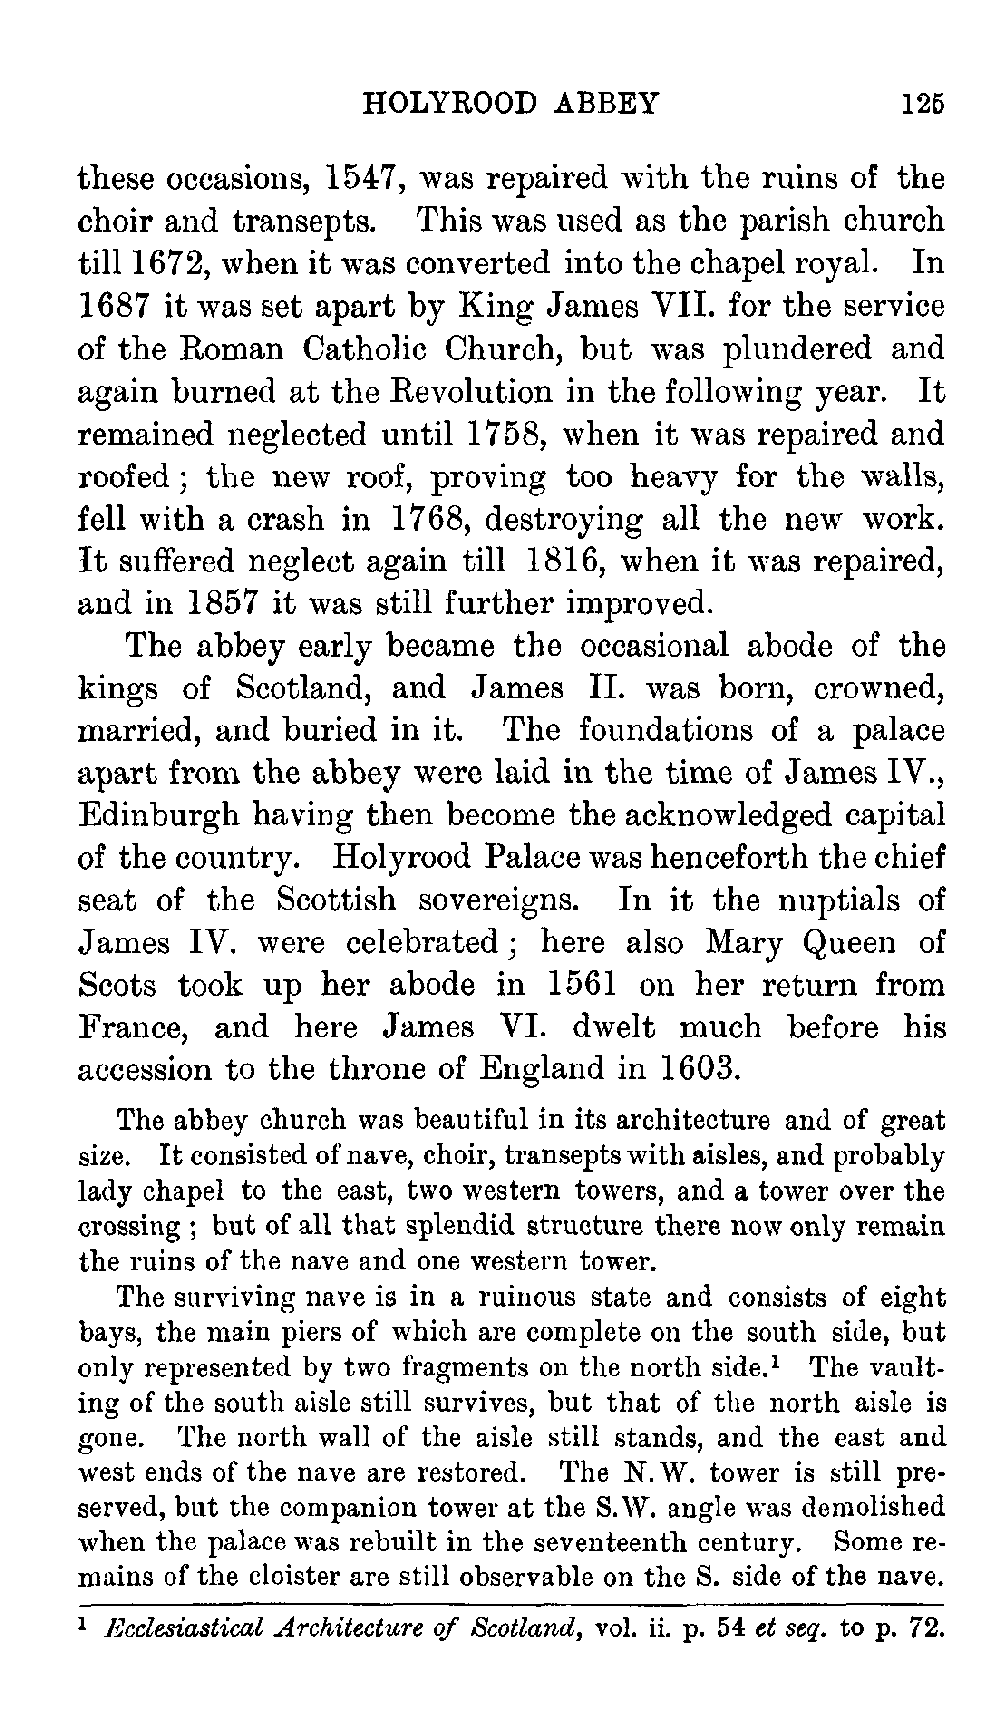 HOLYROOD ABBEY 125
these occasions, 1547, was repaired with the ruins of the
choir and transepts. This was used as the parish church
till 1672, when it was converted into the chapel royal. In
1687 it was set apart by King James VII. for the service
of the Roman Catholic Church, but was plundered and
again burned at the Revolution in the following year. It
remained neglected until 1758, when it was repaired and
roofed ; the new roof, proving too heavy for the walls,
fell with a crash in 1768, destroying all the new work.
It suffered neglect again till 1816, when it was repaired,
and in 1857 it was still further improved.
The abbey early became the occasional abode of the
kings of Scotland, and James II. was born, crowned,
married, and buried in it. The foundations of a palace
apart from the abbey were laid in the time of James IV.,
Edinburgh having then become the acknowledged capital
of the country. Holyrood Palace was henceforth the chief
seat of the Scottish sovereigns. In it the nuptials of
James IV. were celebrated ; here also Mary Queen of
Scots took up her abode in 1561 on her return from
France, and here James VI. dwelt much before his
accession to the throne of England in 1603.
The abbey church was beautiful in its architecture and of great
size. It consisted of nave, choir, transepts with aisles, and probably
lady chapel to the east, two western towers, and a tower over the
crossing ; but of all that splendid structure there now only remain
the ruins of the nave and one western tower.
The surviving nave is in a ruinous state and consists of eight
bays, the main piers of which are complete on the south side, but
only represented by two fragments on the north side.¹ The vault-
ing of the south aisle still survives, but that of the north aisle is
gone. The north wall of the aisle still stands, and the east and
west ends of the nave are restored. The N.W. tower is still pre-
served, but the companion tower at the S.W. angle was demolished
when the palace was rebuilt in the seventeenth century. Some re-
mains of the cloister are still observable on the S. side of the nave.
¹ Ecclesiastical Architecture of Scotland, vol. ii. p. 54 et seq. to p. 72.